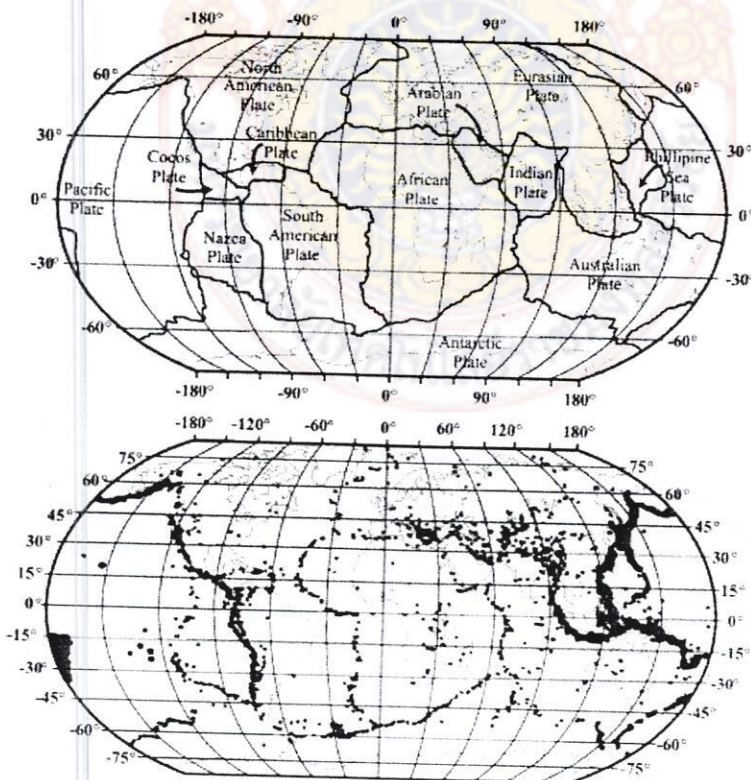 -180° -90° 0° 90° 180°
60° 60°
North
American
Plate
Eurasian
Plate
Arabian
Plate
30° 30°
Caribbean
Plate
Cocos
Plate
Phillipine
Sea
Plate
Indian
Plate
African
Plate
Pacific
Plate
0° 0°
South
American
Plate
Nazca
Plate
Australian
Plate
-30° -30°
-60° -60°
Antarctic
Plate
-180° -90° 0° 90° 180°
-180° -120° -60° 0° 60° 120° 180°
75° 75°
60° 60°
45° 45°
30° 30°
15° 15°
0° 0°
-15° -15°
-30° -30°
-45° -45°
-60° -60°
-75° -75°